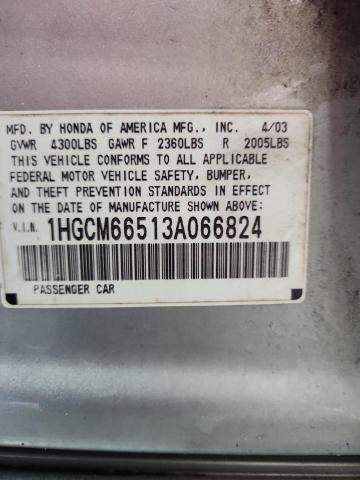 MFD. BY HONDA OF AMERICA MFG., INC. 4/03
GVWR 4300LBS GAWR F 2360LBS R 2005LBS
THIS VEHICLE CONFORMS TO ALL APPLICABLE
FEDERAL MOTOR VEHICLE SAFETY, BUMPER,
AND THEFT PREVENTION STANDARDS IN EFFECT
ON THE DATE OF MANUFACTURE SHOWN ABOVE:
V.I.N. 1HGCM66513A066824
PASSENGER CAR